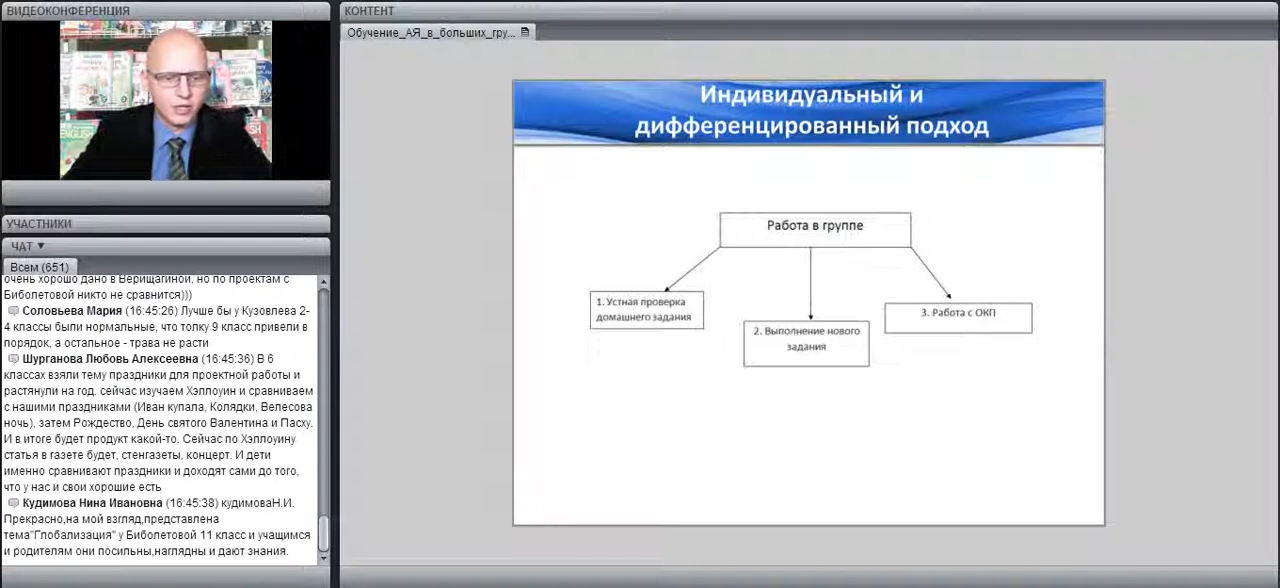 ВИДЕОКОНФЕРЕНЦИЯ
ENGLISH
SH
УЧАСТНИКИ
ЧАТ ▼
Всем (651)
очень хорошо дано в Верищагиной, но по проектам с
Биболетовой никто не сравнится)))
Соловьева Мария (16:45:26) Лучше бы у Кузовлева 2-
4 классы были нормальные, что толку 9 класс привели в
порядок, а остальное - трава не расти
Шурганова Любовь Алексеевна (16:45:36) В 6
классах взяли тему праздники для проектной работы и
растянули на год. сейчас изучаем Хэллоуин и сравниваем
с нашими праздниками (Иван купала, Колядки, Велесова
ночь), затем Рождество, День святого Валентина и Пасху.
И в итоге будет продукт какой-то. Сейчас по Хэллоуину
статья в газете будет, стенгазеты, концерт. И дети
именно сравнивают праздники и доходят сами до того,
что у нас и свои хорошие есть
Кудимова Нина Ивановна (16:45:38) кудимоваН.И.
Прекрасно,на мой взгляд,представлена
тема"Глобализация" у Биболетовой 11 класс и учащимся
и родителям они посильны,наглядны и дают знания.
КОНТЕНТ
Обучение_АЯ_в_больших_гру...
Индивидуальный и
дифференцированный подход
Работа в группе
1. Устная проверка
домашнего задания
2. Выполнение нового
задания
3. Работа с ОКП